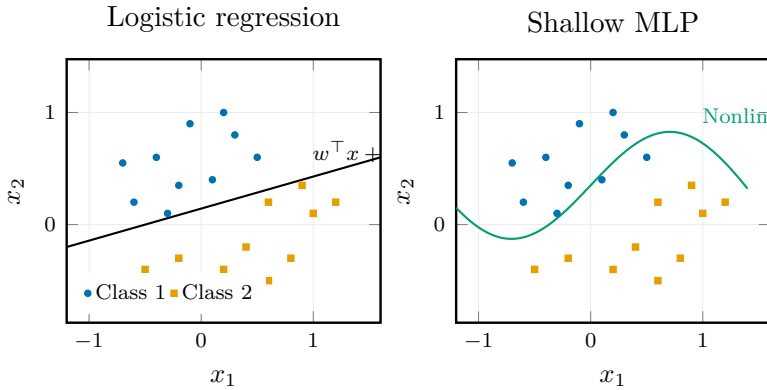 Logistic regression
1
0
x₂
w⊤x +
Class 1
Class 2
−1
0
1
x₁
Shallow MLP
1
0
x₂
Nonlin
−1
0
1
x₁